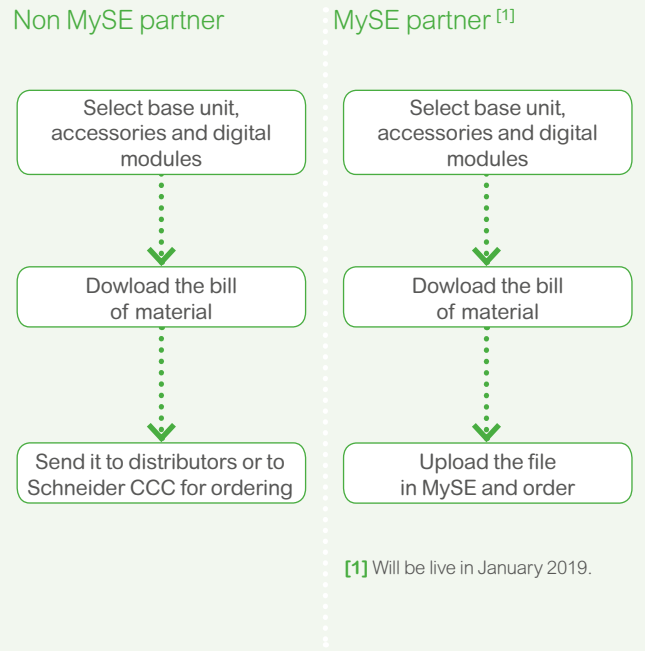 Non MySE partner
Select base unit,
accessories and digital
modules
Dowload the bill
of material
Send it to distributors or to
Schneider CCC for ordering
MySE partner [1]
Select base unit,
accessories and digital
modules
Dowload the bill
of material
Upload the file
in MySE and order
[1] Will be live in January 2019.